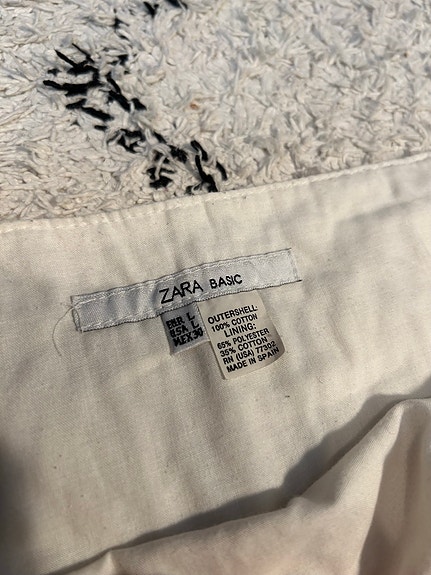 ZARA BASIC
EUR L
USA L
MEX 30
OUTERSHELL:
100% COTTON
LINING:
65% POLYESTER
35% COTTON
RN (USA) 77302
MADE IN SPAIN